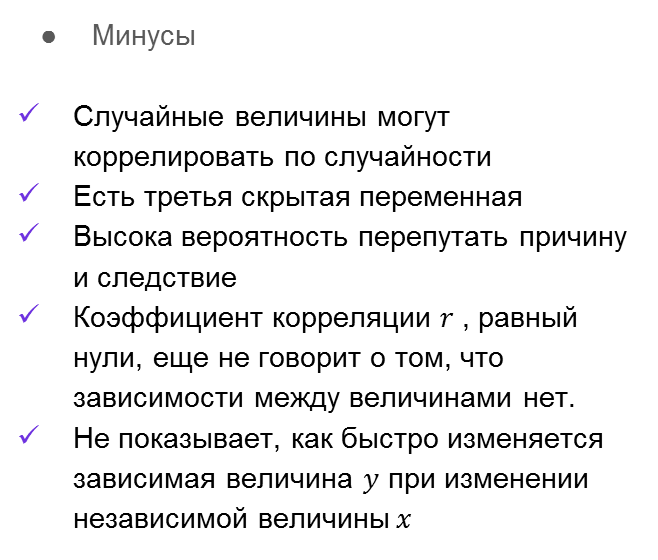 ● Минусы
✓ Случайные величины могут
коррелировать по случайности
✓ Есть третья скрытая переменная
✓ Высока вероятность перепутать причину
и следствие
✓ Коэффициент корреляции r , равный
нули, еще не говорит о том, что
зависимости между величинами нет.
✓ Не показывает, как быстро изменяется
зависимая величина y при изменении
независимой величины x